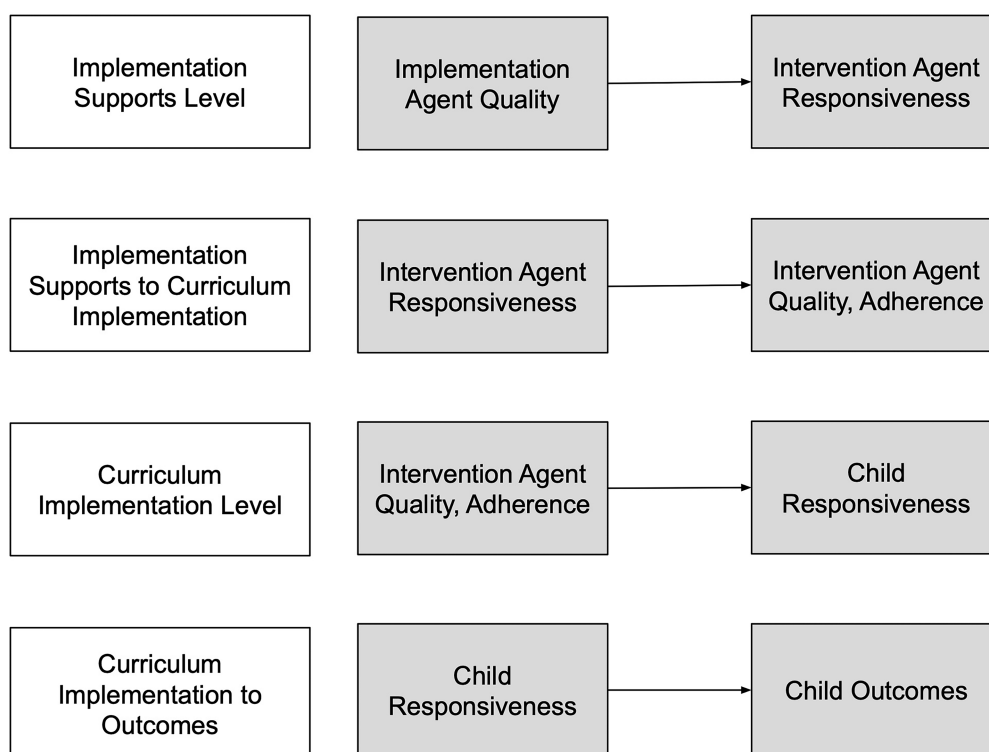 Implementation
Supports Level
Implementation
Agent Quality
Intervention Agent
Responsiveness
Implementation
Supports to Curriculum
Implementation
Intervention Agent
Responsiveness
Intervention Agent
Quality, Adherence
Curriculum
Implementation Level
Intervention Agent
Quality, Adherence
Child
Responsiveness
Curriculum
Implementation to
Outcomes
Child
Responsiveness
Child Outcomes